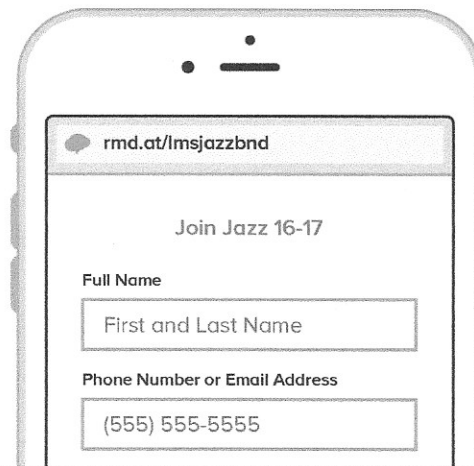 rmd.at/lmsjazzbnd
Join Jazz 16-17
Full Name
First and Last Name
Phone Number or Email Address
(555) 555-5555